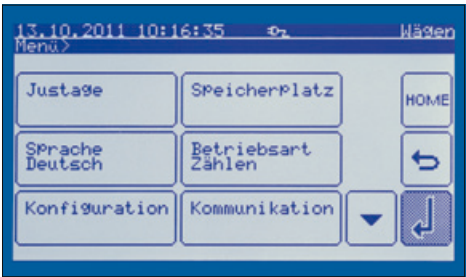 13.10.2011 10:16:35 Wägen
Menü>
Justage
Speicherplatz
HOME
Sprache
Deutsch
Betriebsart
Zählen
Konfiguration
Kommunikation